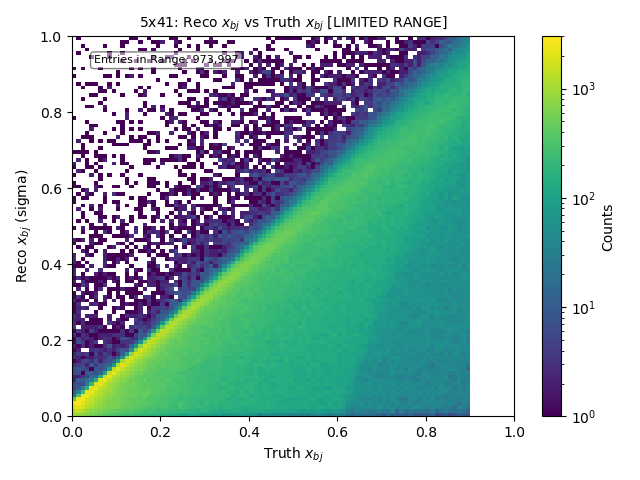 5x41: Reco x_bj vs Truth x_bj [LIMITED RANGE]
Entries in Range: 973,997
1.0
0.8
0.6
0.4
0.2
0.0
Reco x_bj (sigma)
0.0 0.2 0.4 0.6 0.8 1.0
Truth x_bj
10^3
10^2
10^1
10^0
Counts